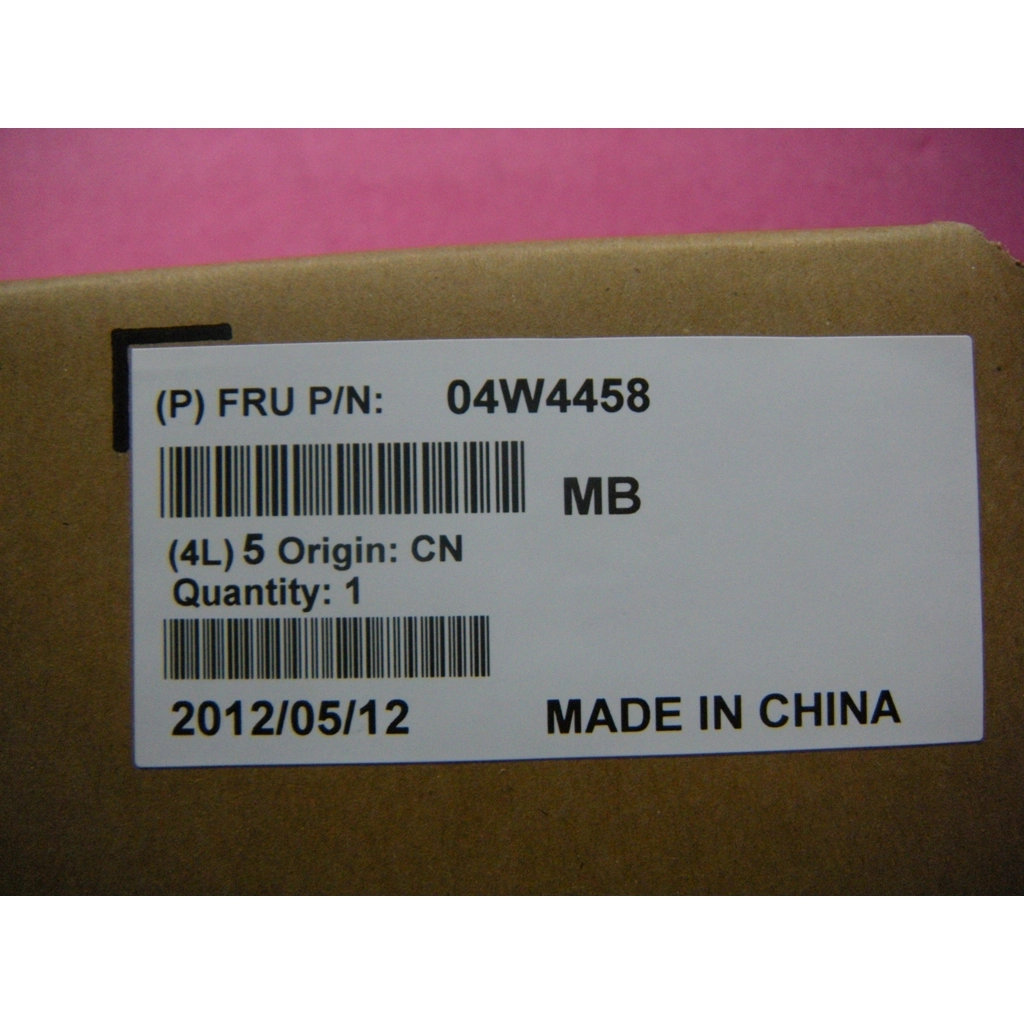 (P) FRU P/N: 04W4458
MB
(4L) 5 Origin: CN
Quantity: 1
2012/05/12 MADE IN CHINA